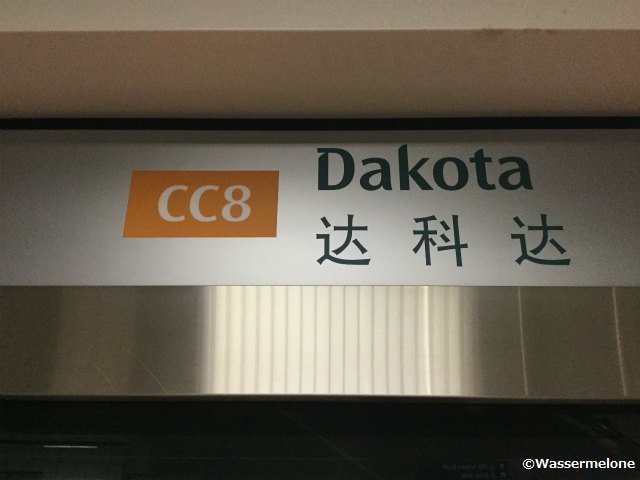 CC8
Dakota
达科达
©Wassermelone